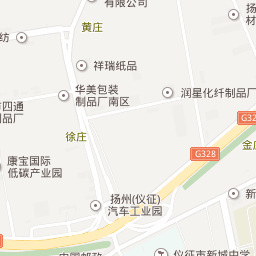 有限公司
黄庄
扬
材
纺
祥瑞纸品
华美包装
制品厂南区
润星化纤制品厂
市四通
品厂
G32
徐庄
G328
金
康宝国际
低碳产业园
扬州(仪征)
汽车工业园
新
仪征市新城中学